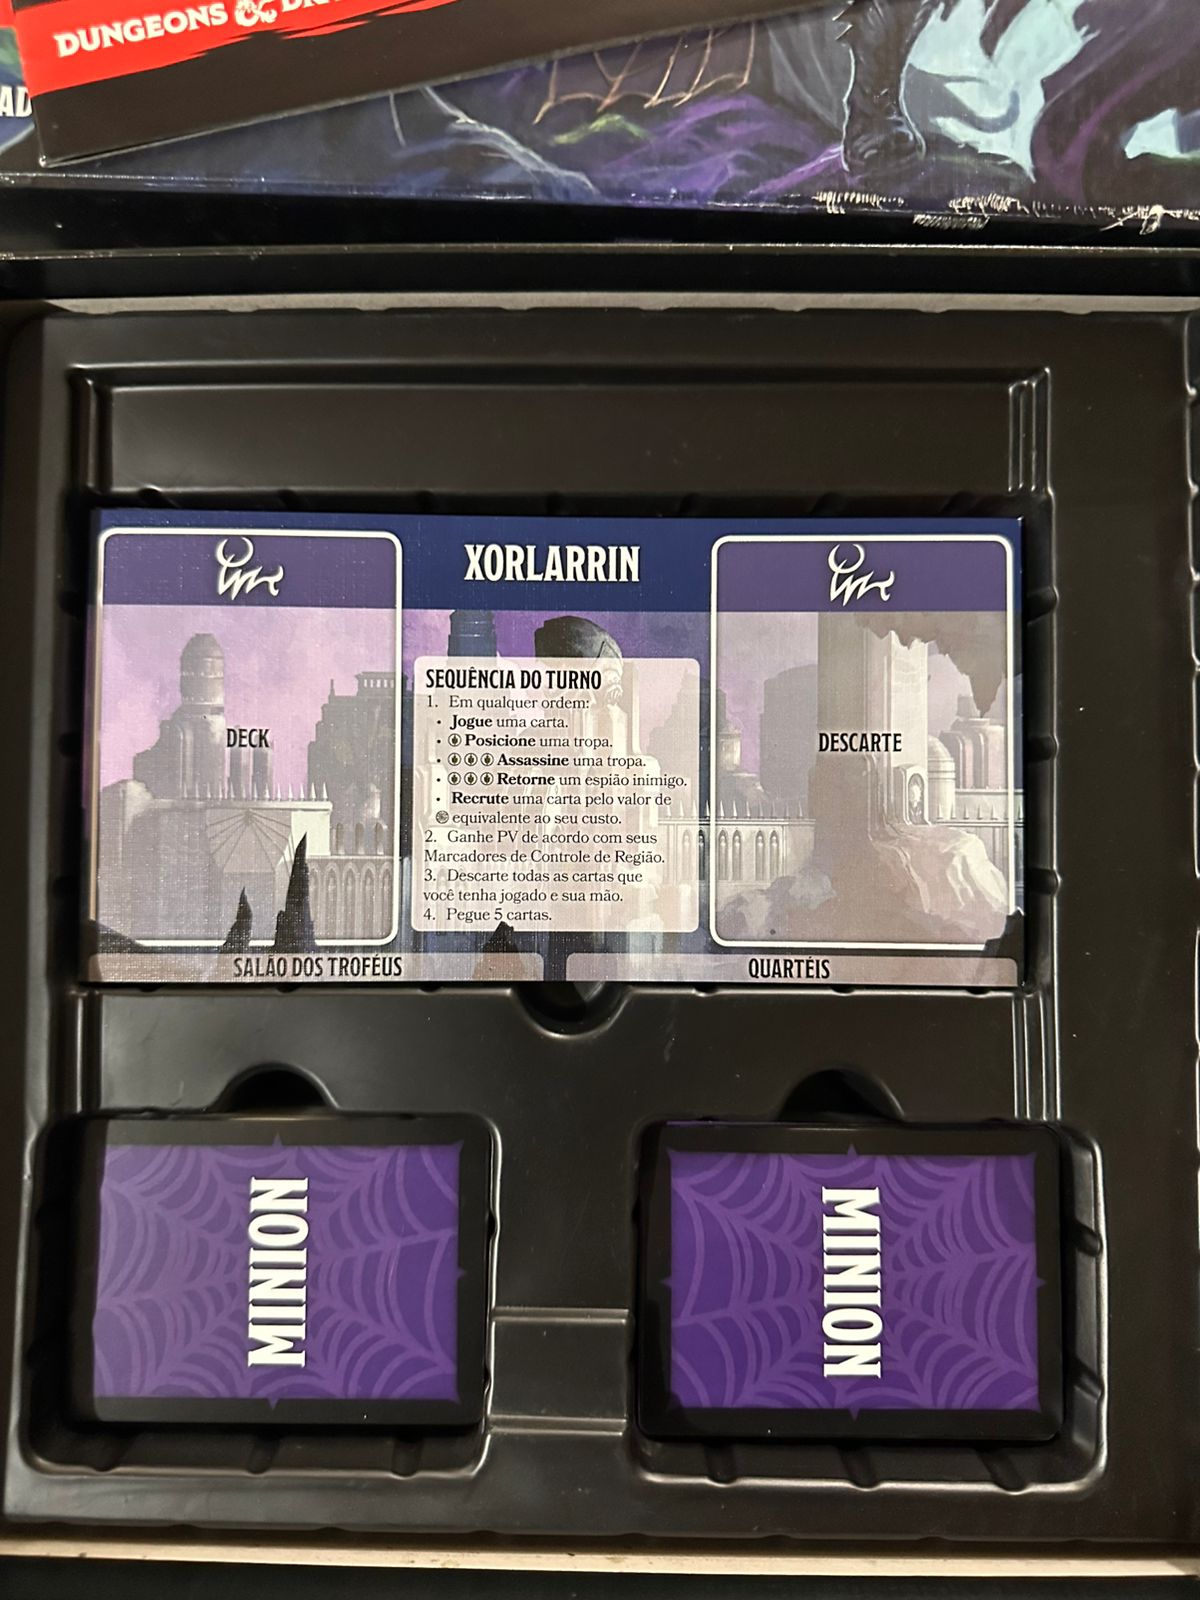 DUNGEONS &
AD
XORLARRIN
DECK
SEQUÊNCIA DO TURNO
1. Em qualquer ordem:
• Jogue uma carta.
• Posicione uma tropa.
• Assassine uma tropa.
• Retorne um espião inimigo.
• Recrute uma carta pelo valor de
equivalente ao seu custo.
2. Ganhe PV de acordo com seus
Marcadores de Controle de Região.
3. Descarte todas as cartas que
você tenha jogado e sua mão.
4. Pegue 5 cartas.
DESCARTE
SALÃO DOS TROFÉUS
QUARTÉIS
MINION
MINION